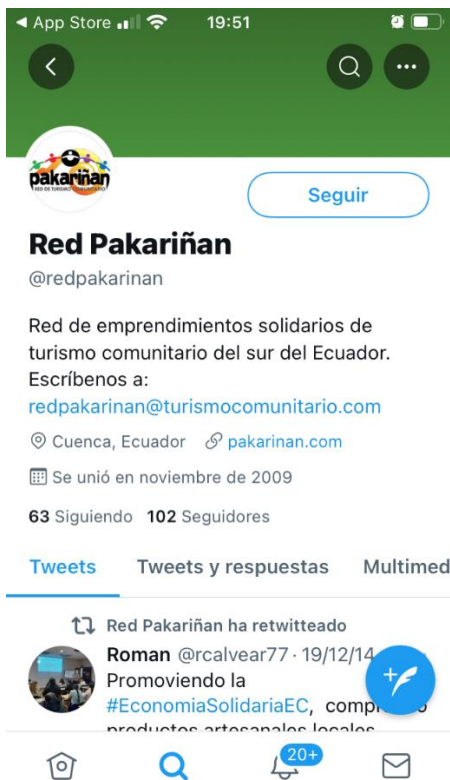 App Store 19:51
pakariñan
RED DE TURISMO COMUNITARIO
Seguir
Red Pakariñan
@redpakarinan
Red de emprendimientos solidarios de
turismo comunitario del sur del Ecuador.
Escríbenos a:
redpakarinan@turismocomunitario.com
Cuenca, Ecuador pakarinan.com
Se unió en noviembre de 2009
63 Siguiendo 102 Seguidores
Tweets Tweets y respuestas Multimed
Red Pakariñan ha retwitteado
Roman @rcalvear77 · 19/12/14
Promoviendo la
#EconomiaSolidariaEC,
productos artesanales locales
20+